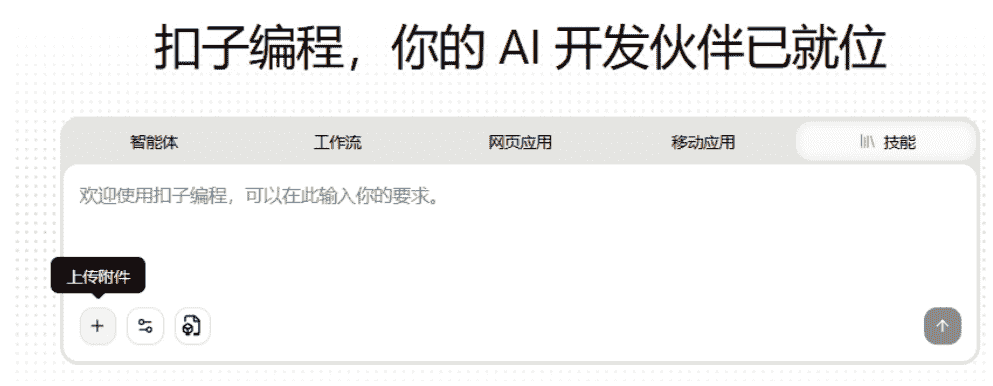 扣子编程，你的 AI 开发伙伴已就位
智能体 工作流 网页应用 移动应用 技能
欢迎使用扣子编程，可以在此输入你的要求。
上传附件